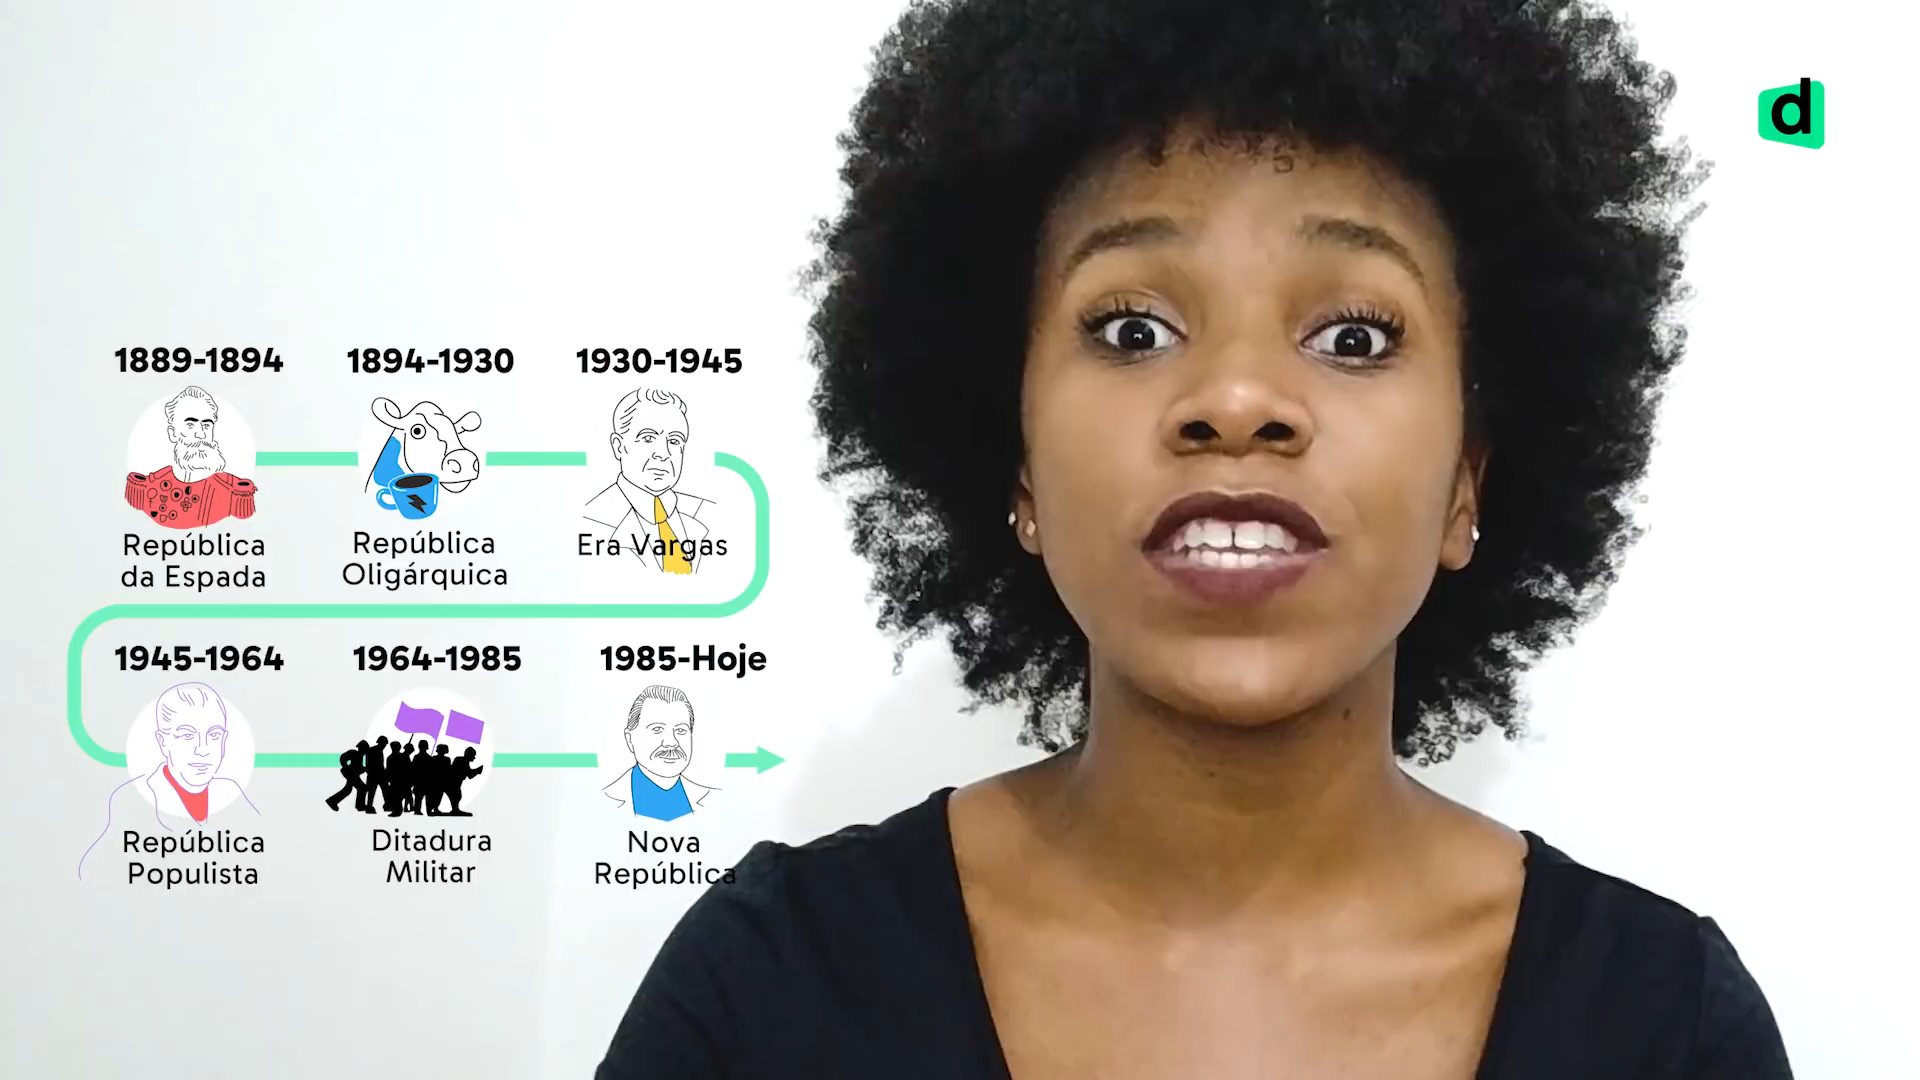 d
1889-1894
1894-1930
1930-1945
República
da Espada
República
Oligárquica
Era Vargas
1945-1964
1964-1985
1985-Hoje
República
Populista
Ditadura
Militar
Nova
República